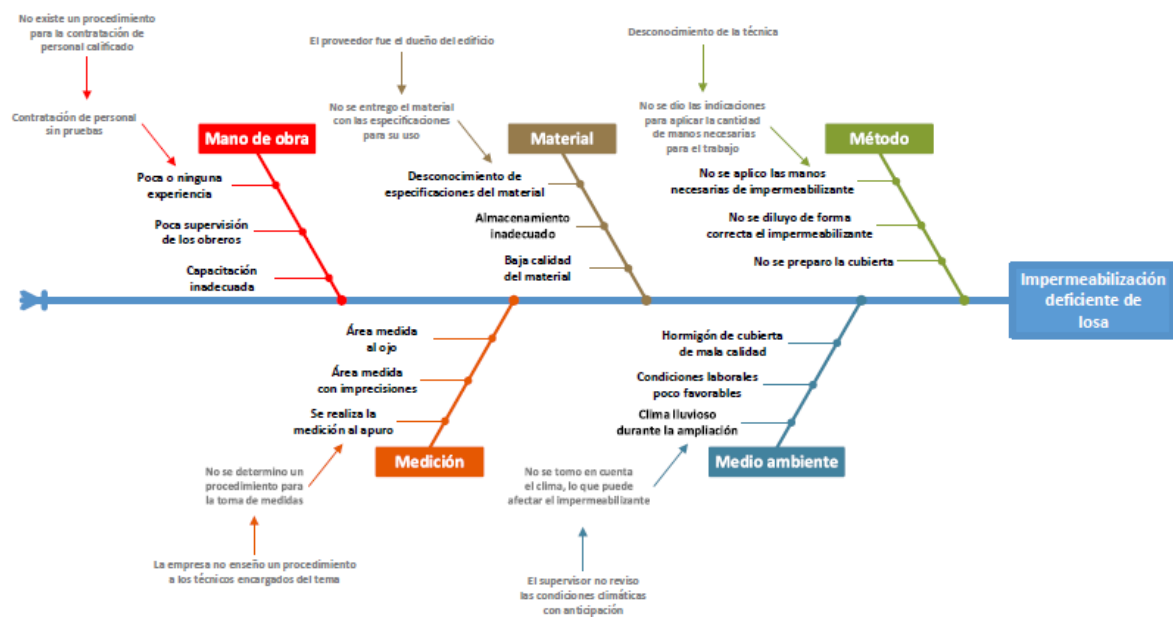 No existe un procedimiento
para la contratación de
personal calificado
Contratación de personal
sin pruebas
Mano de obra
Poca o ninguna
experiencia
Poca supervisión
de los obreros
Capacitación
inadecuada
El proveedor fue el dueño del edificio
No se entrego el material
con las especificaciones
para su uso
Material
Desconocimiento de
especificaciones del material
Almacenamiento
inadecuado
Baja calidad
del material
Desconocimiento de la técnica
No se dio las indicaciones
para aplicar la cantidad
de manos necesarias
para el trabajo
Método
No se aplico las manos
necesarias de impermeabilizante
No se diluyo de forma
correcta el impermeabilizante
No se preparo la cubierta
Impermeabilización
deficiente de
losa
Área medida
al ojo
Área medida
con imprecisiones
Se realiza la
medición al apuro
Medición
No se determino un
procedimiento para
la toma de medidas
La empresa no enseño un procedimiento
a los técnicos encargados del tema
Hormigón de cubierta
de mala calidad
Condiciones laborales
poco favorables
Clima lluvioso
durante la ampliación
Medio ambiente
No se tomo en cuenta
el clima, lo que puede
afectar el impermeabilizante
El supervisor no reviso
las condiciones climáticas
con anticipación